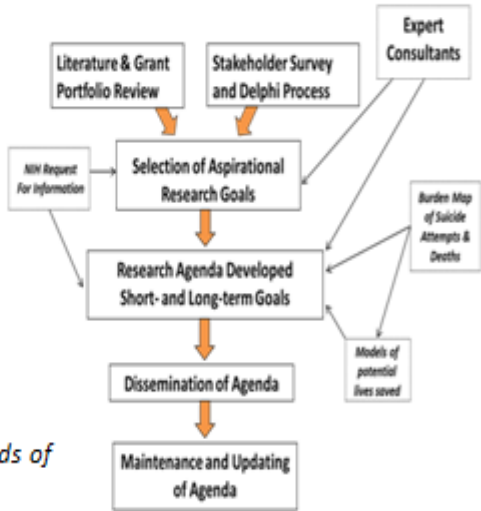 Expert
Consultants
Literature & Grant
Portfolio Review
Stakeholder Survey
and Delphi Process
NIH Request
For Information
Selection of Aspirational
Research Goals
Burden Map
of Suicide
Attempts &
Deaths
Research Agenda Developed
Short- and Long-term Goals
Models of
potential
lives saved
Dissemination of Agenda
ds of
Maintenance and Updating
of Agenda